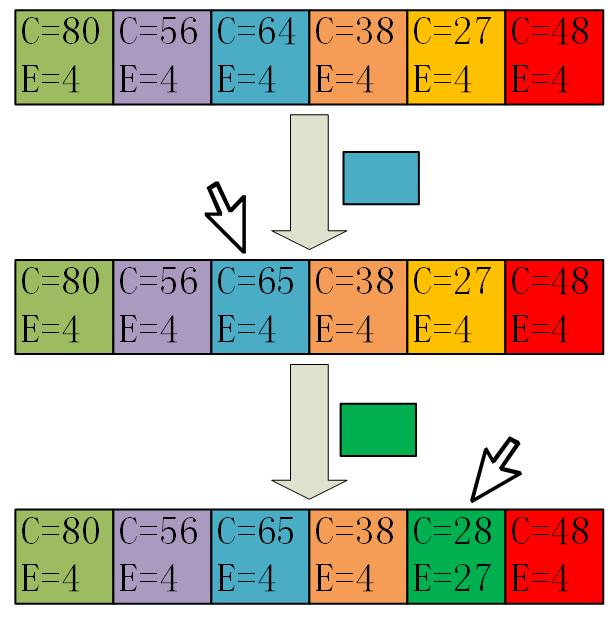 C=80 C=56 C=64 C=38 C=27 C=48
E=4 E=4 E=4 E=4 E=4 E=4
C=80 C=56 C=65 C=38 C=27 C=48
E=4 E=4 E=4 E=4 E=4 E=4
C=80 C=56 C=65 C=38 C=28 C=48
E=4 E=4 E=4 E=4 E=27 E=4